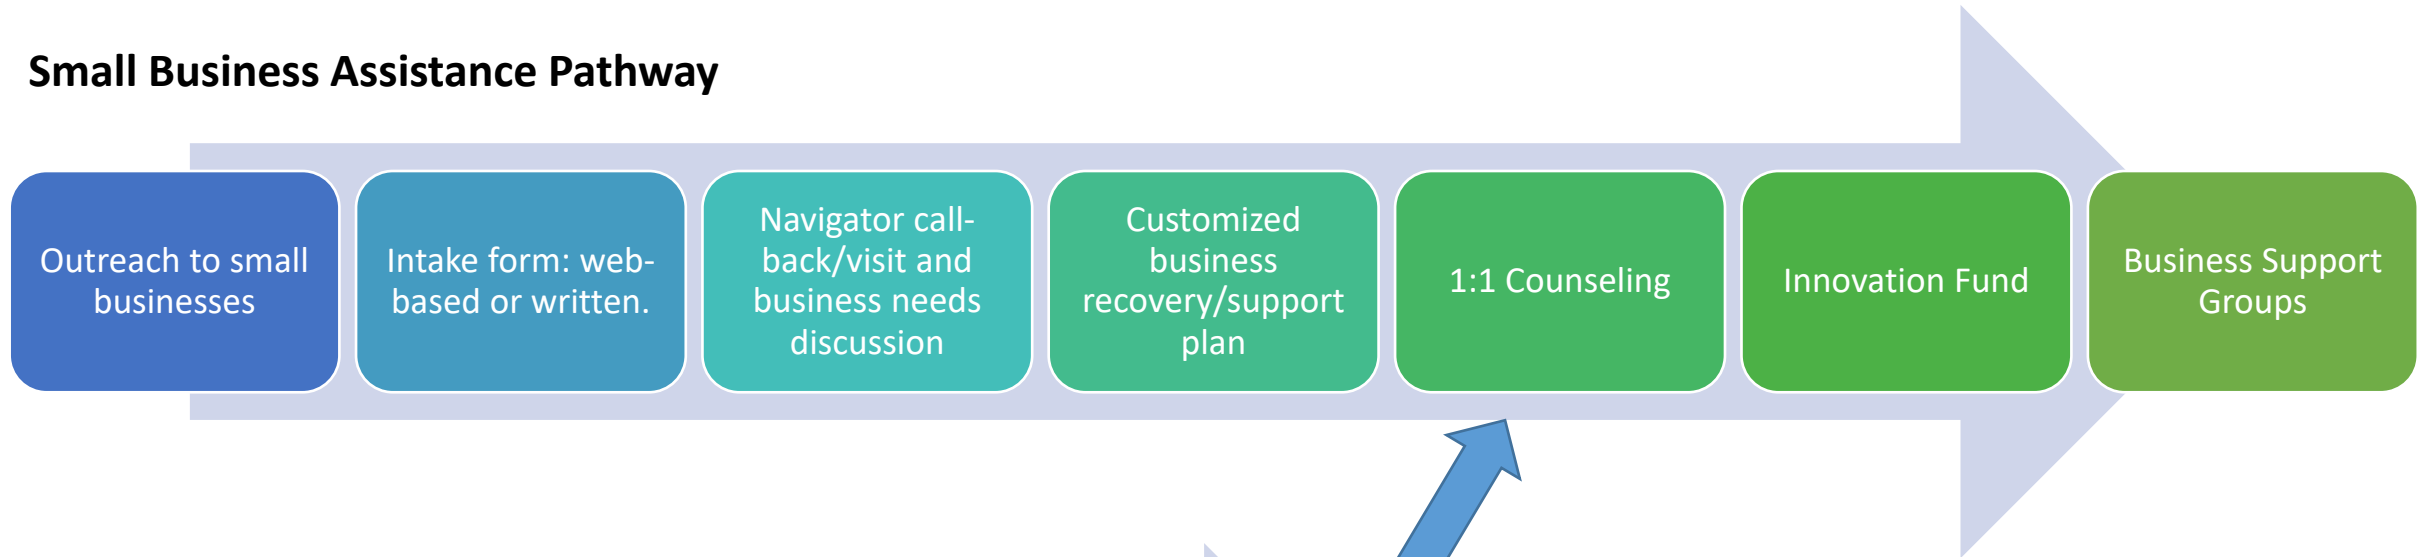 Small Business Assistance Pathway
Outreach to small
businesses
Intake form: web-
based or written.
Navigator call-
back/visit and
business needs
discussion
Customized
business
recovery/support
plan
1:1 Counseling
Innovation Fund
Business Support
Groups